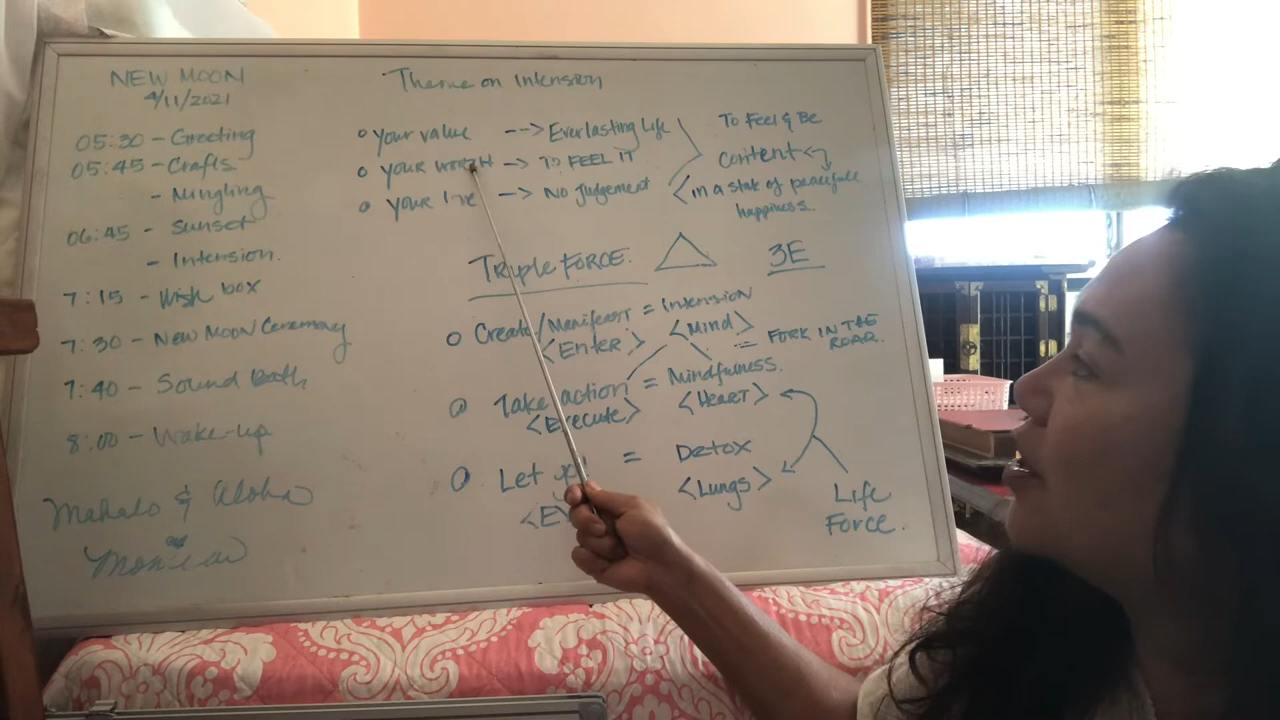 NEW MOON
4/11/2021
05:30 - Greeting
05:45 - Crafts
- Mingling
06:45 - Sunset
- Intension.
7:15 - Wish box
7:30 - New Moon Ceremony
7:40 - Sound Bath
8:00 - Wake-up
Mahalo & Aloha
Theme on Intension
○ Your value --> Everlasting Life
○ Your worth --> TO FEEL IT
○ Your --> No Judgement
To Feel & Be
content
in a state of peacefull
happiness.
Triple FORCE. 3E
○ Create/Manifest = Intension
<Enter> <Mind>
= FORK IN THE
ROAD.
○ Take action = Mindfulness.
<Execute> <HEART>
○ Let = Detox
<E <Lungs>
Life
Force.